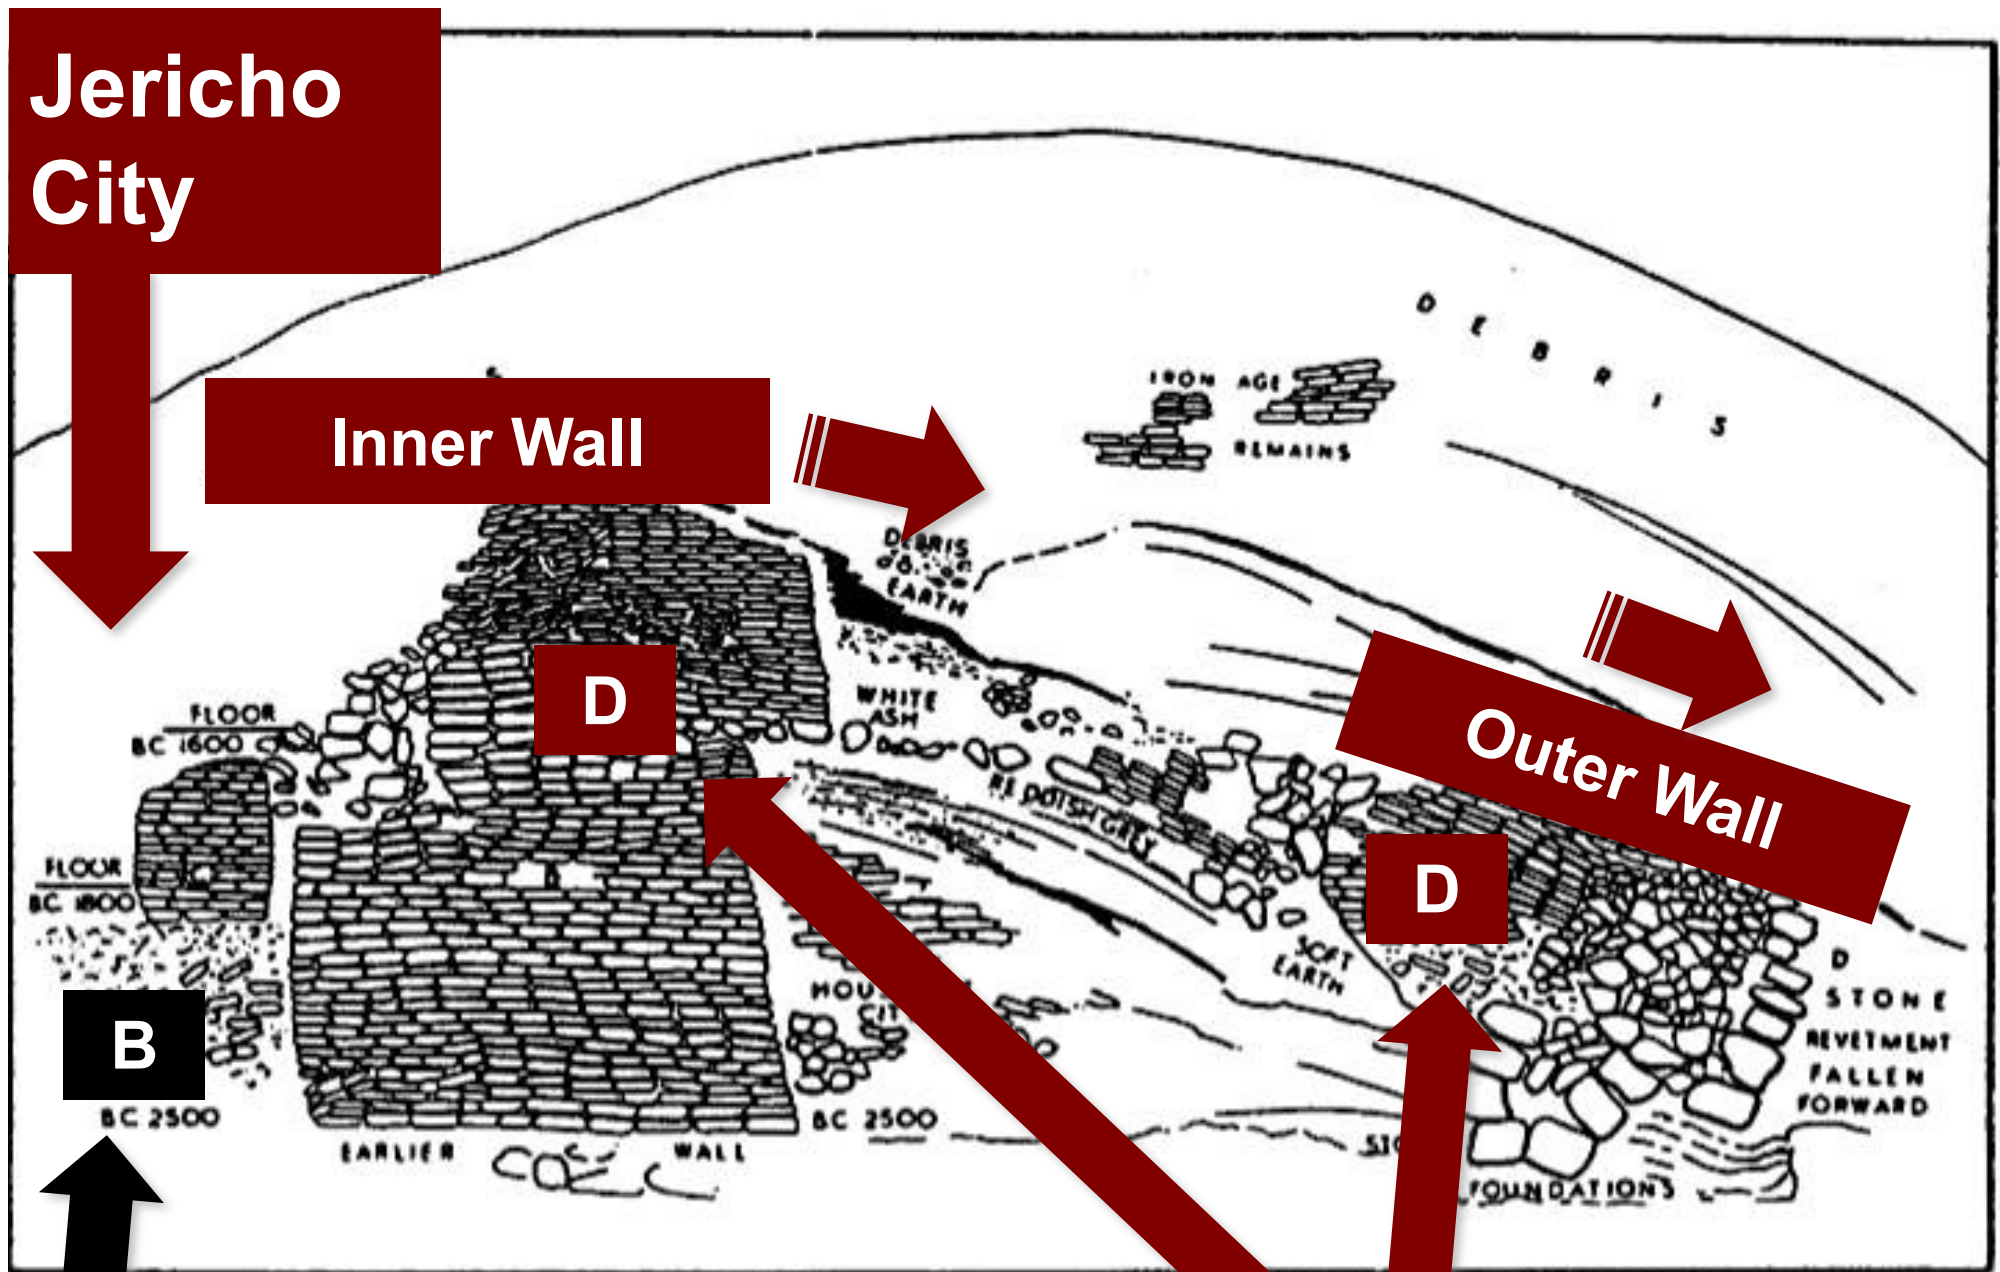 Jericho
City
DEBRIS
IRON AGE
REMAINS
Inner Wall
DEBRIS
EARTH
Outer Wall
D
WHITE
ASH
FLOOR
BC 1600
REDDISH GREY
FLOOR
BC 1800
D
SOFT
EARTH
D
STONE
REVETMENT
FALLEN
FORWARD
B
BC 2500
BC 2500
EARLIER WALL
FOUNDATIONS